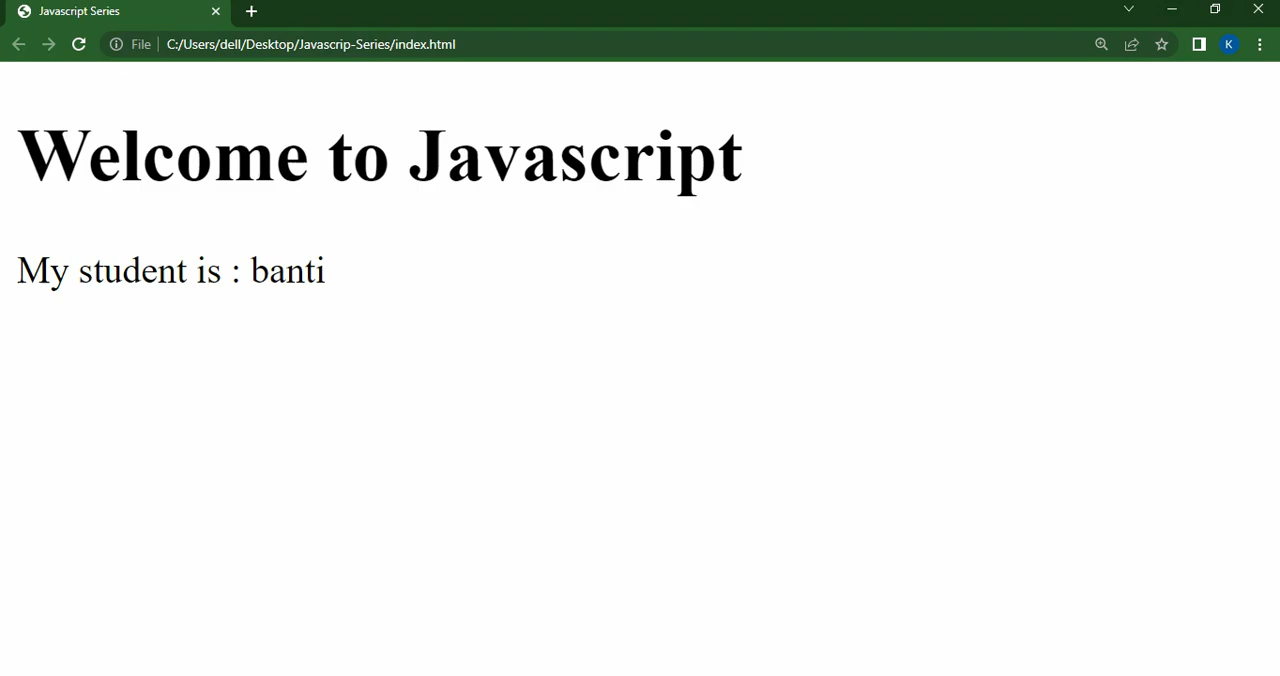 Javascript Series
File
C:/Users/dell/Desktop/Javascrip-Series/index.html
K
Welcome to Javascript
My student is : banti